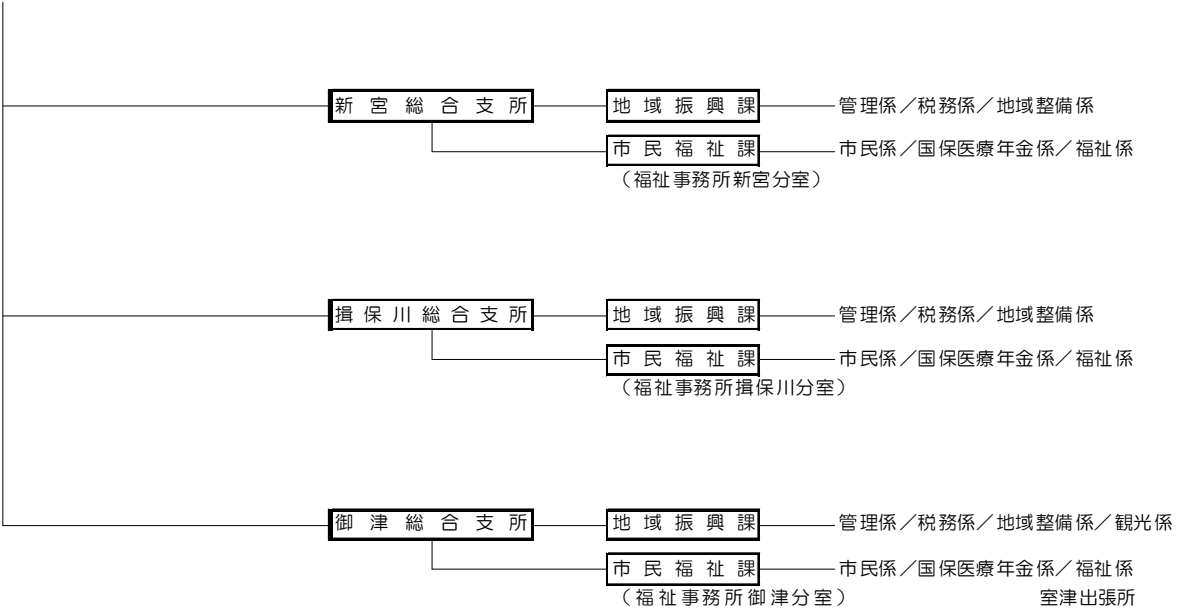 新宮総合支所 地域振興課 管理係／税務係／地域整備係
市民福祉課 市民係／国保医療年金係／福祉係
（福祉事務所新宮分室）
揖保川総合支所 地域振興課 管理係／税務係／地域整備係
市民福祉課 市民係／国保医療年金係／福祉係
（福祉事務所揖保川分室）
御津総合支所 地域振興課 管理係／税務係／地域整備係／観光係
市民福祉課 市民係／国保医療年金係／福祉係
（福祉事務所御津分室） 室津出張所